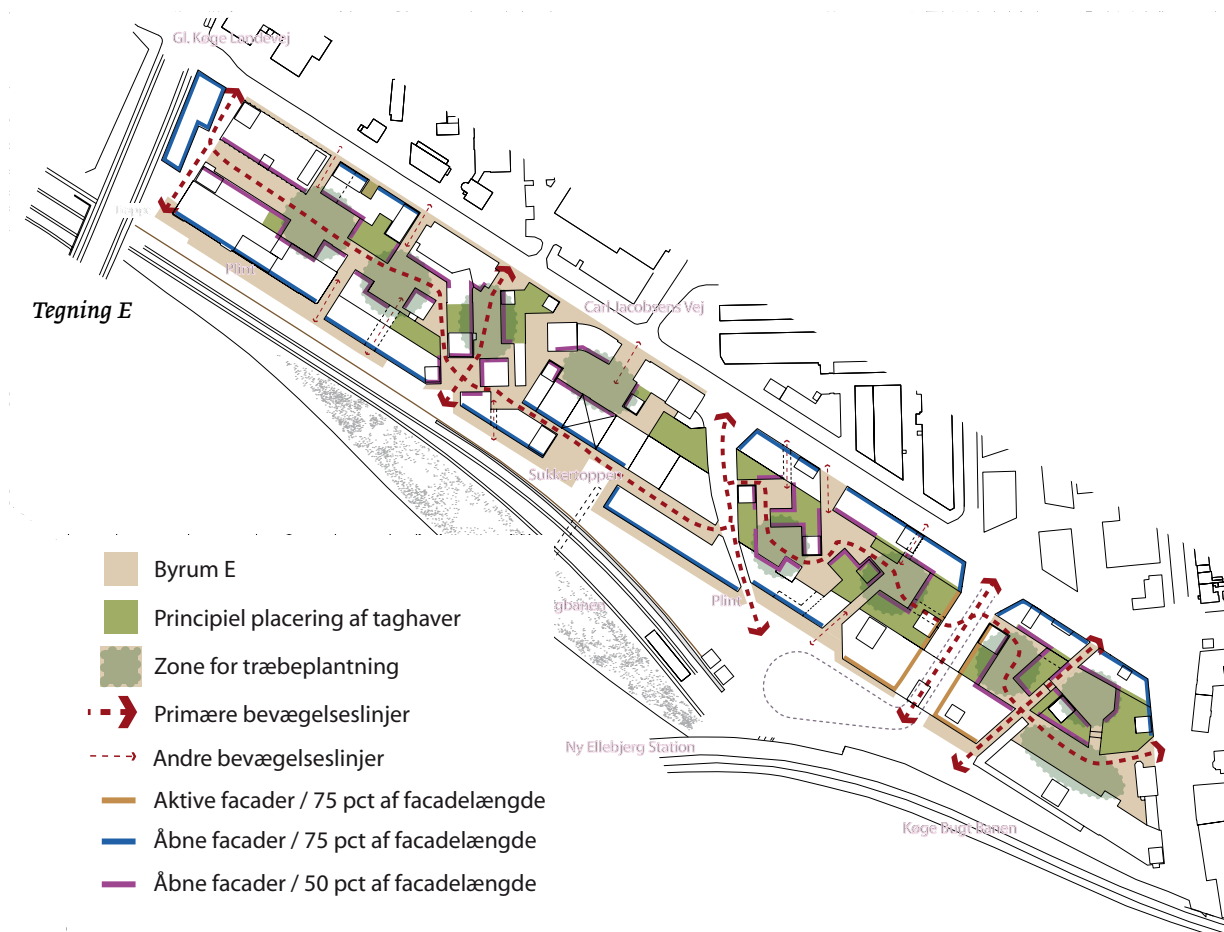 Gl. Køge Landevej
Plint
Tegning E
Carl Jacobsens Vej
Sukkertoppen
Plint
Ny Ellebjerg Station
Køge Bugt Banen
Byrum E
Principiel placering af taghaver
Zone for træbeplantning
Primære bevægelseslinjer
Andre bevægelseslinjer
Aktive facader / 75 pct af facadelængde
Åbne facader / 75 pct af facadelængde
Åbne facader / 50 pct af facadelængde